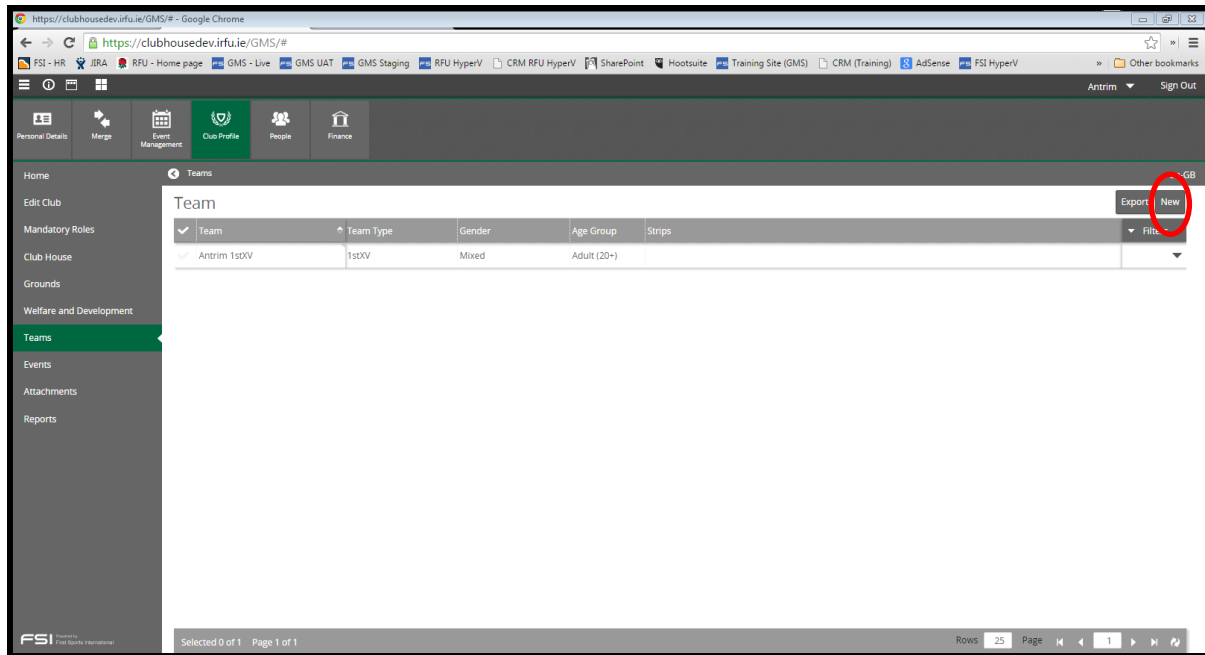 https://clubhousedev.irfu.ie/GMS/# - Google Chrome
https://clubhousedev.irfu.ie/GMS/#
FSI - HR JIRA RFU - Home page GMS - Live GMS UAT GMS Staging RFU HyperV CRM RFU HyperV SharePoint Hootsuite Training Site (GMS) CRM (Training) AdSense FSI HyperV » Other bookmarks
Antrim Sign Out
Personal Details Merge Event Management Club Profile People Finance
Home
Teams
Edit Club
Team
Export New
Mandatory Roles
Team Team Type Gender Age Group Strips
Club House
Antrim 1stXV 1stXV Mixed Adult (20+)
Grounds
Welfare and Development
Teams
Events
Attachments
Reports
FSI Powered by First Sports International
Selected 0 of 1 Page 1 of 1 Rows 25 Page 1